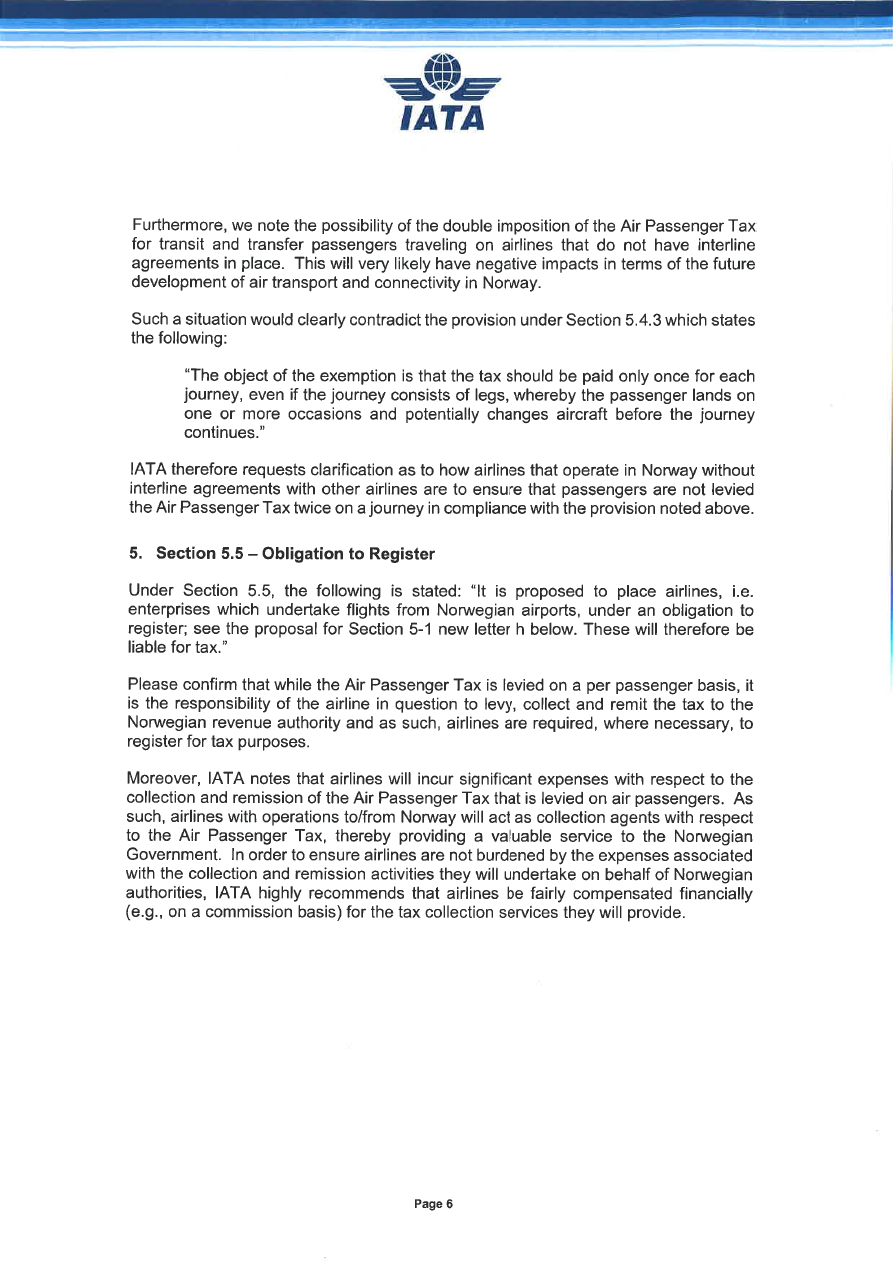 IATA
Furthermore, we note the possibility of the double imposition of the Air Passenger Tax
for transit and transfer passengers traveling on airlines that do not have interline
agreements in place. This will very likely have negative impacts in terms of the future
development of air transport and connectivity in Norway.
Such a situation would clearly contradict the provision under Section 5.4.3 which states
the following:
“The object of the exemption is that the tax should be paid only once for each
journey, even if the journey consists of legs, whereby the passenger lands on
one or more occasions and potentially changes aircraft before the journey
continues.”
IATA therefore requests clarification as to how airlines that operate in Norway without
interline agreements with other airlines are to ensure that passengers are not levied
the Air Passenger Tax twice on a journey in compliance with the provision noted above.
5. Section 5.5 – Obligation to Register
Under Section 5.5, the following is stated: “It is proposed to place airlines, i.e.
enterprises which undertake flights from Norwegian airports, under an obligation to
register; see the proposal for Section 5-1 new letter h below. These will therefore be
liable for tax.”
Please confirm that while the Air Passenger Tax is levied on a per passenger basis, it
is the responsibility of the airline in question to levy, collect and remit the tax to the
Norwegian revenue authority and as such, airlines are required, where necessary, to
register for tax purposes.
Moreover, IATA notes that airlines will incur significant expenses with respect to the
collection and remission of the Air Passenger Tax that is levied on air passengers. As
such, airlines with operations to/from Norway will act as collection agents with respect
to the Air Passenger Tax, thereby providing a valuable service to the Norwegian
Government. In order to ensure airlines are not burdened by the expenses associated
with the collection and remission activities they will undertake on behalf of Norwegian
authorities, IATA highly recommends that airlines be fairly compensated financially
(e.g., on a commission basis) for the tax collection services they will provide.
Page 6